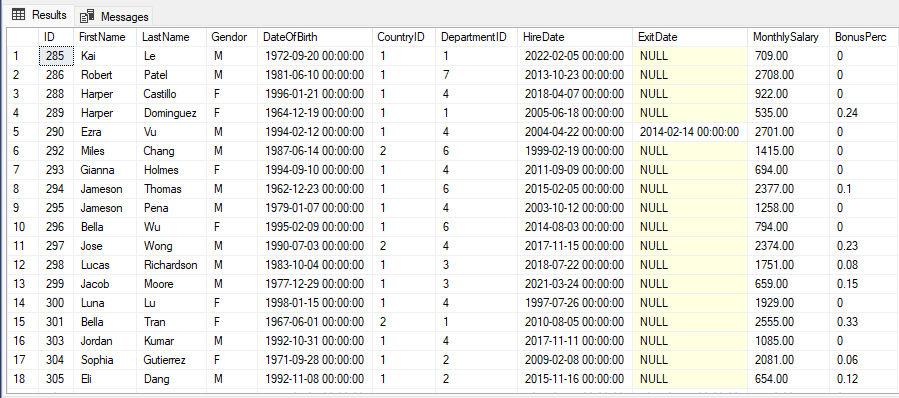 Results Messages
ID FirstName LastName Gendor DateOfBirth CountryID DepartmentID HireDate ExitDate MonthlySalary BonusPerc
1 285 Kai Le M 1972-09-20 00:00:00 1 1 2022-02-05 00:00:00 NULL 709.00 0
2 286 Robert Patel M 1981-06-10 00:00:00 1 7 2013-10-23 00:00:00 NULL 2708.00 0
3 288 Harper Castillo F 1996-01-21 00:00:00 1 4 2018-04-07 00:00:00 NULL 922.00 0
4 289 Harper Dominguez F 1964-12-19 00:00:00 1 1 2005-06-18 00:00:00 NULL 535.00 0.24
5 290 Ezra Vu M 1994-02-12 00:00:00 1 4 2004-04-22 00:00:00 2014-02-14 00:00:00 2701.00 0
6 292 Miles Chang M 1987-06-14 00:00:00 2 6 1999-02-19 00:00:00 NULL 1415.00 0
7 293 Gianna Holmes F 1994-09-10 00:00:00 1 4 2011-09-09 00:00:00 NULL 694.00 0
8 294 Jameson Thomas M 1962-12-23 00:00:00 1 6 2015-02-05 00:00:00 NULL 2377.00 0.1
9 295 Jameson Pena M 1979-01-07 00:00:00 1 4 2003-10-12 00:00:00 NULL 1258.00 0
10 296 Bella Wu F 1995-02-09 00:00:00 1 6 2014-08-03 00:00:00 NULL 794.00 0
11 297 Jose Wong M 1990-07-03 00:00:00 2 4 2017-11-15 00:00:00 NULL 2374.00 0.23
12 298 Lucas Richardson M 1983-10-04 00:00:00 1 3 2018-07-22 00:00:00 NULL 1751.00 0.08
13 299 Jacob Moore M 1977-12-29 00:00:00 1 3 2021-03-24 00:00:00 NULL 659.00 0.15
14 300 Luna Lu F 1998-01-15 00:00:00 1 4 1997-07-26 00:00:00 NULL 1929.00 0
15 301 Bella Tran F 1967-06-01 00:00:00 2 1 2010-08-05 00:00:00 NULL 2555.00 0.33
16 303 Jordan Kumar M 1992-10-31 00:00:00 1 4 2017-11-11 00:00:00 NULL 1085.00 0
17 304 Sophia Gutierrez F 1971-09-28 00:00:00 1 2 2009-02-08 00:00:00 NULL 2081.00 0.06
18 305 Eli Dang M 1992-11-08 00:00:00 1 2 2015-11-16 00:00:00 NULL 654.00 0.12